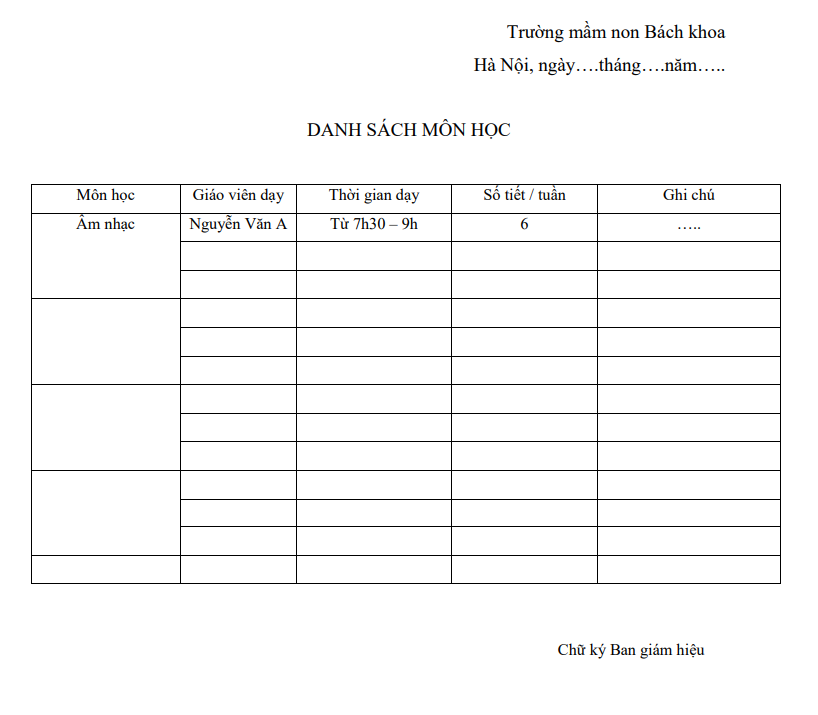 Trường mầm non Bách khoa
Hà Nội, ngày….tháng….năm…..
DANH SÁCH MÔN HỌC
Môn học Giáo viên dạy Thời gian dạy Số tiết / tuần Ghi chú
Âm nhạc Nguyễn Văn A Từ 7h30 – 9h 6 …..
Chữ ký Ban giám hiệu